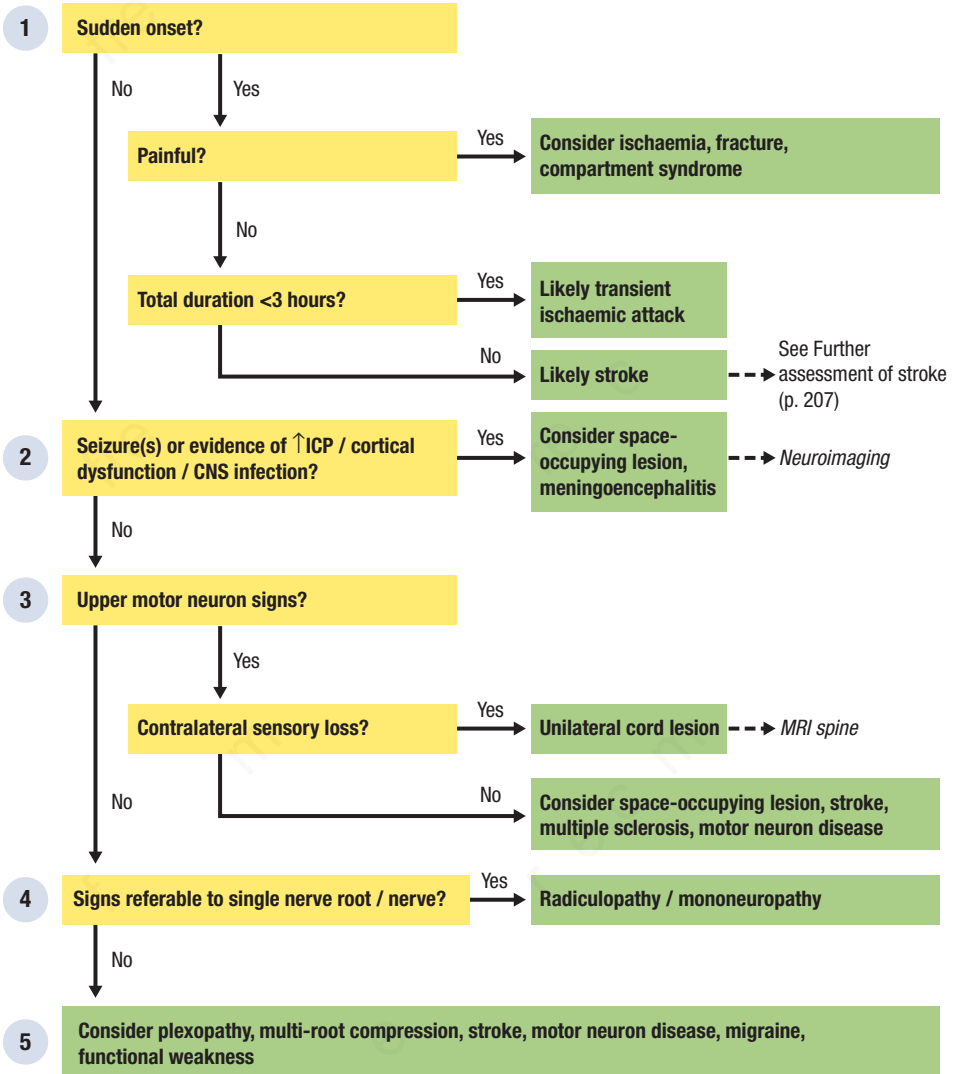 1
Sudden onset?
No
Yes
Painful?
Yes
Consider ischaemia, fracture,
compartment syndrome
No
Total duration <3 hours?
Yes
Likely transient
ischaemic attack
No
Likely stroke
See Further
assessment of stroke
(p. 207)
2
Seizure(s) or evidence of ↑ICP / cortical
dysfunction / CNS infection?
Yes
Consider space-
occupying lesion,
meningoencephalitis
Neuroimaging
No
3
Upper motor neuron signs?
Yes
Contralateral sensory loss?
Yes
Unilateral cord lesion
MRI spine
No
No
Consider space-occupying lesion, stroke,
multiple sclerosis, motor neuron disease
4
Signs referable to single nerve root / nerve?
Yes
Radiculopathy / mononeuropathy
No
5
Consider plexopathy, multi-root compression, stroke, motor neuron disease, migraine,
functional weakness